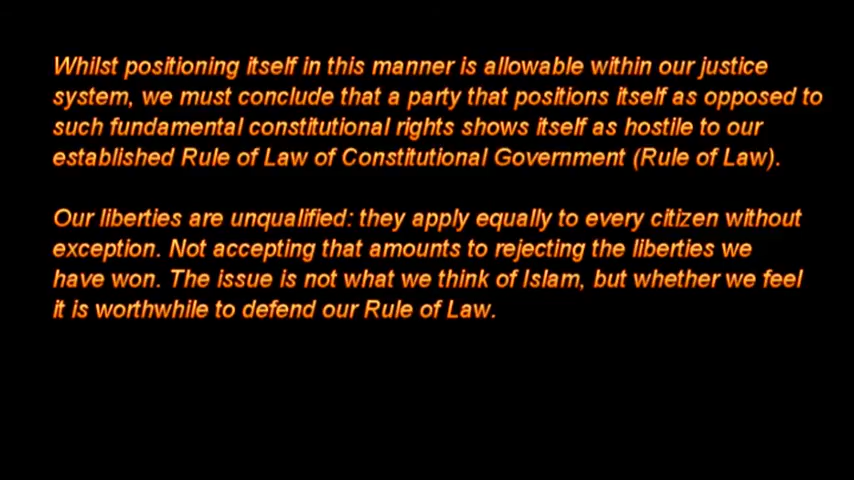 Whilst positioning itself in this manner is allowable within our justice
system, we must conclude that a party that positions itself as opposed to
such fundamental constitutional rights shows itself as hostile to our
established Rule of Law of Constitutional Government (Rule of Law).
Our liberties are unqualified: they apply equally to every citizen without
exception. Not accepting that amounts to rejecting the liberties we
have won. The issue is not what we think of Islam, but whether we feel
it is worthwhile to defend our Rule of Law.